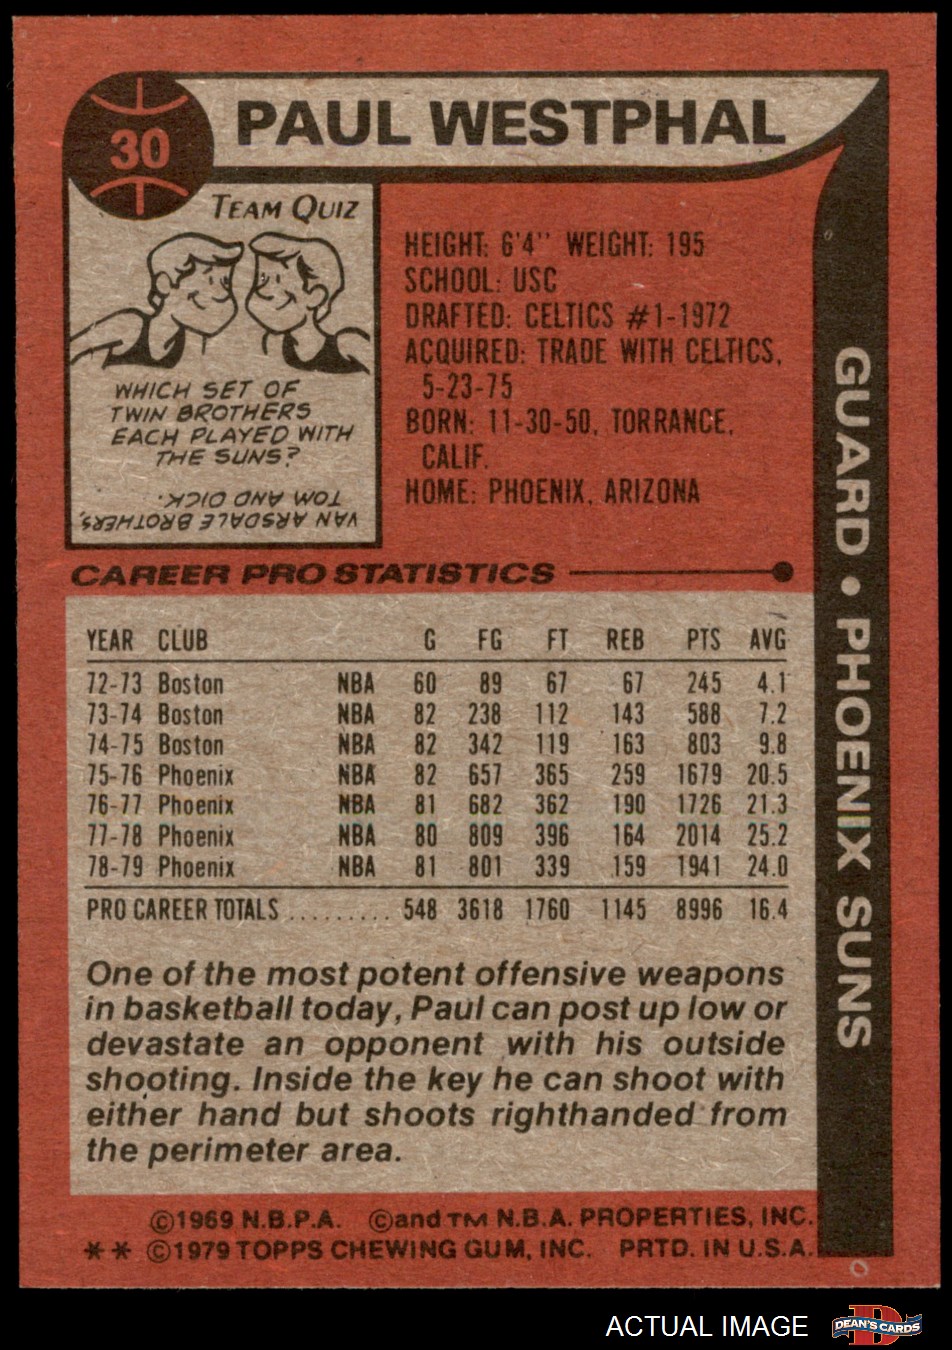 30
PAUL WESTPHAL
TEAM QUIZ
WHICH SET OF
TWIN BROTHERS
EACH PLAYED WITH
THE SUNS?
VAN ARSDALE BROTHERS,
TOM AND DICK.
HEIGHT: 6'4" WEIGHT: 195
SCHOOL: USC
DRAFTED: CELTICS #1-1972
ACQUIRED: TRADE WITH CELTICS,
5-23-75
BORN: 11-30-50, TORRANCE,
CALIF.
HOME: PHOENIX, ARIZONA
GUARD • PHOENIX SUNS
CAREER PRO STATISTICS
YEAR CLUB G FG FT REB PTS AVG
72-73 Boston NBA 60 89 67 67 245 4.1
73-74 Boston NBA 82 238 112 143 588 7.2
74-75 Boston NBA 82 342 119 163 803 9.8
75-76 Phoenix NBA 82 657 365 259 1679 20.5
76-77 Phoenix NBA 81 682 362 190 1726 21.3
77-78 Phoenix NBA 80 809 396 164 2014 25.2
78-79 Phoenix NBA 81 801 339 159 1941 24.0
PRO CAREER TOTALS ......... 548 3618 1760 1145 8996 16.4
One of the most potent offensive weapons
in basketball today, Paul can post up low or
devastate an opponent with his outside
shooting. Inside the key he can shoot with
either hand but shoots righthanded from
the perimeter area.
©1969 N.B.P.A. ©and TM N.B.A. PROPERTIES, INC.
** ©1979 TOPPS CHEWING GUM, INC. PRTD. IN U.S.A.
ACTUAL IMAGE
D
DEAN'S CARDS